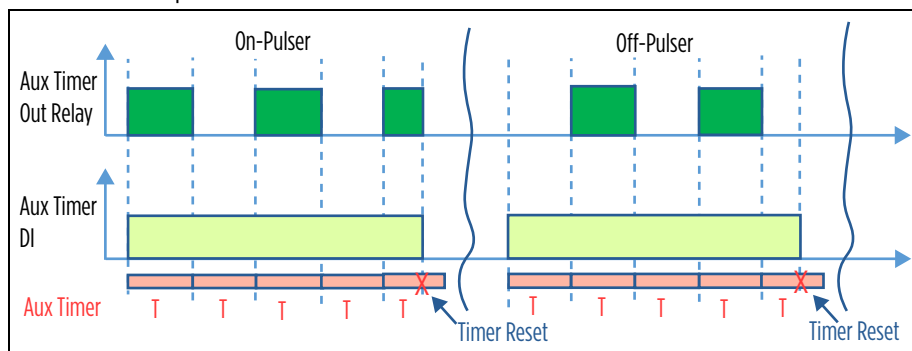 On-Pulser
Off-Pulser
Aux Timer
Out Relay
Aux Timer
DI
Aux Timer
T T T T T
X
Timer Reset
T T T T T
X
Timer Reset